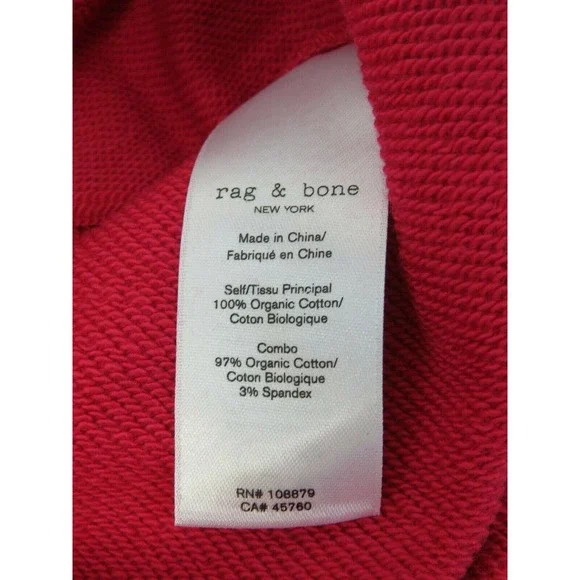 rag & bone
NEW YORK
Made in China/
Fabriqué en Chine
Self/Tissu Principal
100% Organic Cotton/
Coton Biologique
Combo
97% Organic Cotton/
Coton Biologique
3% Spandex
RN# 108879
CA# 45760